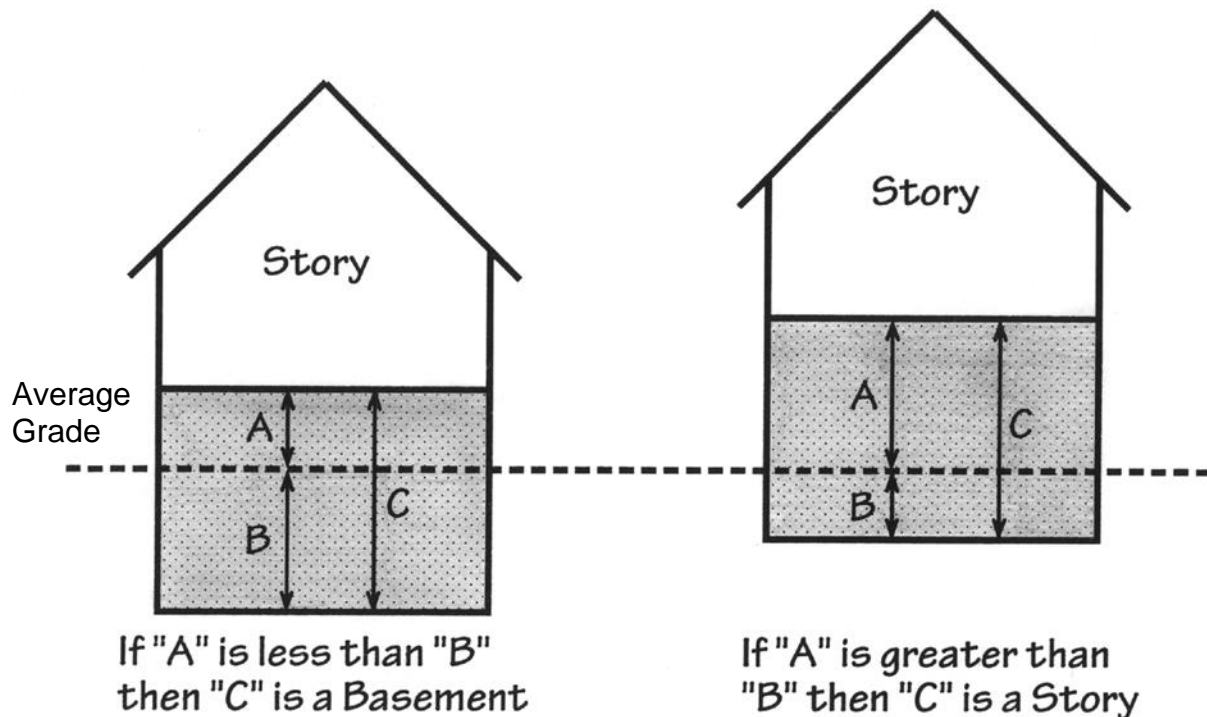 Story
Story
Average
Grade
A
B
C
A
B
C
If "A" is less than "B"
then "C" is a Basement
If "A" is greater than
"B" then "C" is a Story